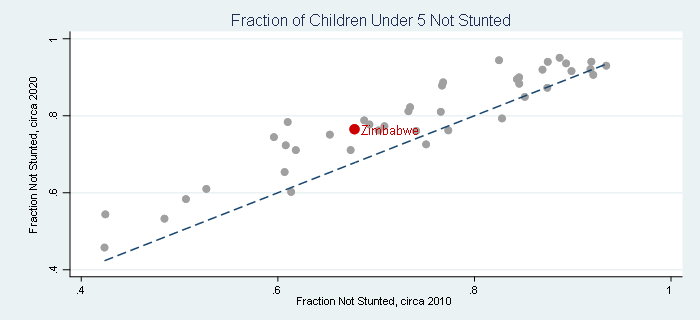 Fraction of Children Under 5 Not Stunted
Fraction Not Stunted, circa 2020
1
.8
.6
.4
Zimbabwe
.4 .6 .8 1
Fraction Not Stunted, circa 2010